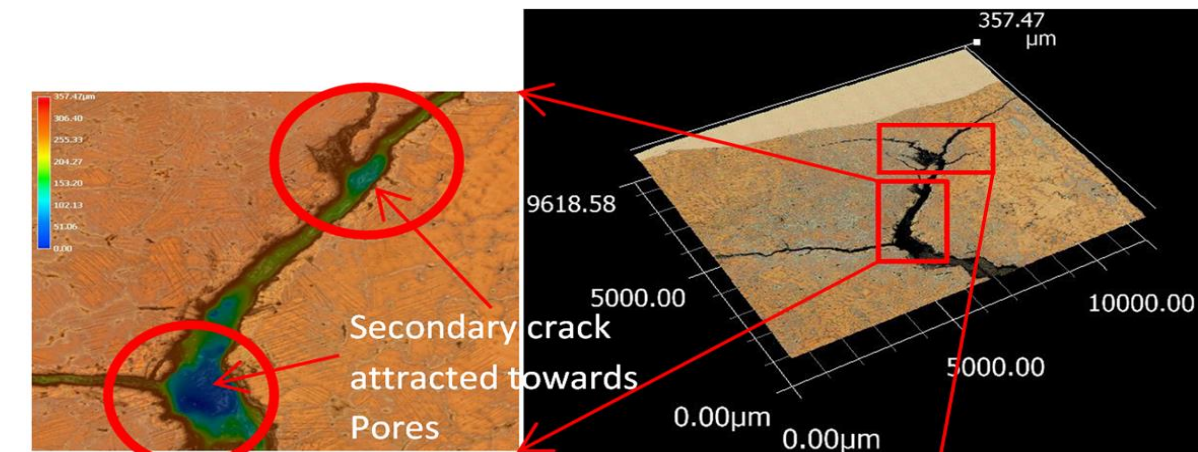 357.47µm
306.40
255.33
204.27
153.20
102.13
51.06
0.00
Secondary crack
attracted towards
Pores
357.47
µm
9618.58
5000.00
0.00µm
0.00µm
5000.00
10000.00